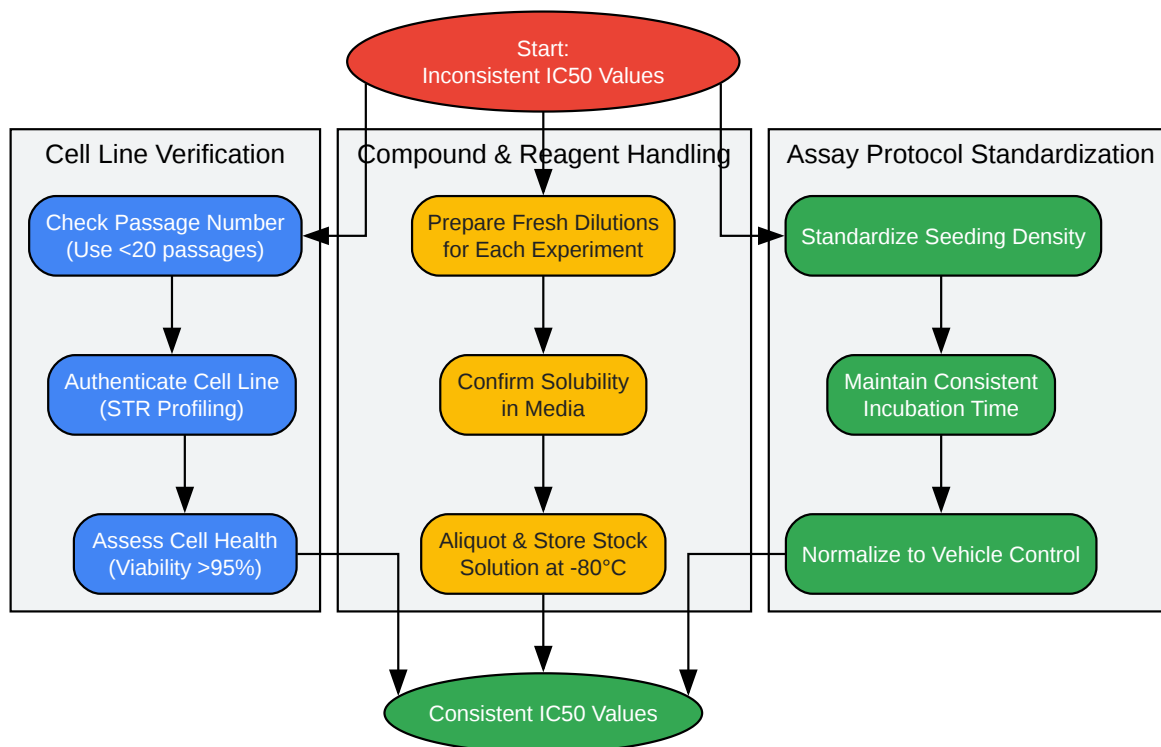 Start:
Inconsistent IC50 Values
Cell Line Verification
Check Passage Number
(Use <20 passages)
Authenticate Cell Line
(STR Profiling)
Assess Cell Health
(Viability >95%)
Compound & Reagent Handling
Prepare Fresh Dilutions
for Each Experiment
Confirm Solubility
in Media
Aliquot & Store Stock
Solution at -80°C
Assay Protocol Standardization
Standardize Seeding Density
Maintain Consistent
Incubation Time
Normalize to Vehicle Control
Consistent IC50 Values